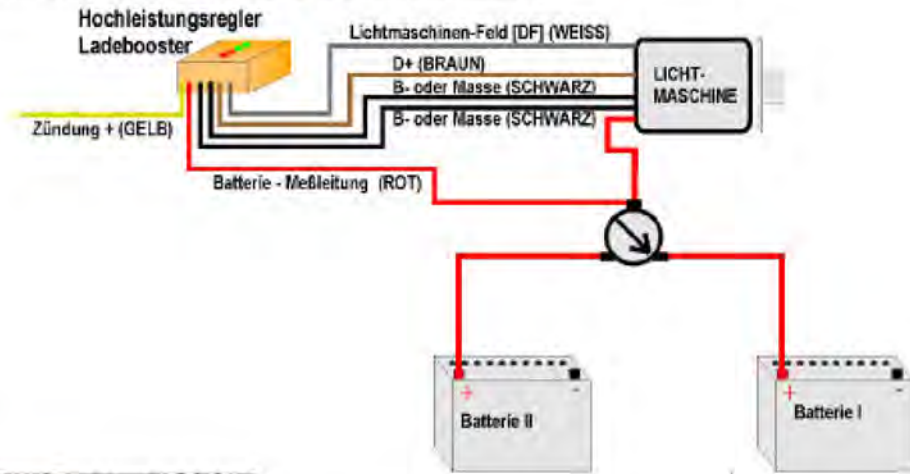 Hochleistungsregler
Ladebooster
Lichtmaschinen-Feld [DF] (WEISS)
D+ (BRAUN)
B- oder Masse (SCHWARZ)
B- oder Masse (SCHWARZ)
LICHT-
MASCHINE
Zündung + (GELB)
Batterie - Meßleitung (ROT)
+ -
Batterie II
+ -
Batterie I